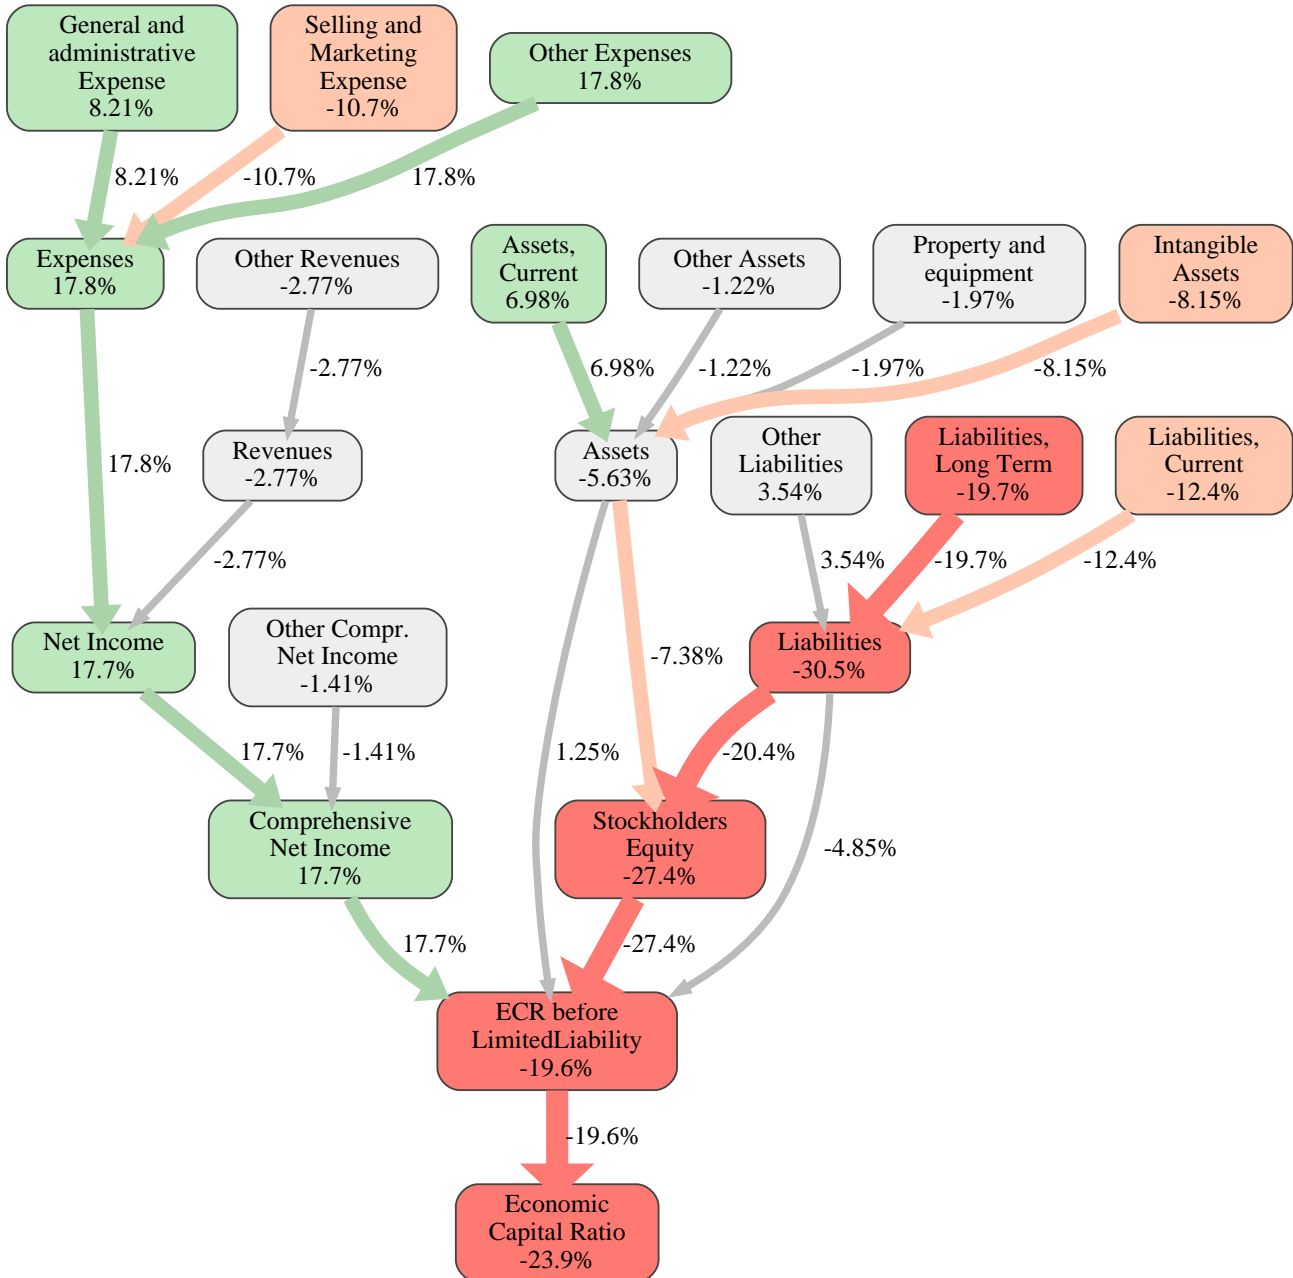 General and
administrative
Expense
8.21%
Selling and
Marketing
Expense
-10.7%
Other Expenses
17.8%
8.21%
-10.7%
17.8%
Expenses
17.8%
Other Revenues
-2.77%
Assets,
Current
6.98%
Other Assets
-1.22%
Property and
equipment
-1.97%
Intangible
Assets
-8.15%
-2.77%
6.98%
-1.22%
-1.97%
-8.15%
17.8%
Revenues
-2.77%
Assets
-5.63%
Other
Liabilities
3.54%
Liabilities,
Long Term
-19.7%
Liabilities,
Current
-12.4%
-2.77%
3.54%
-19.7%
-12.4%
Net Income
17.7%
Other Compr.
Net Income
-1.41%
-7.38%
Liabilities
-30.5%
17.7%
-1.41%
1.25%
-20.4%
Comprehensive
Net Income
17.7%
Stockholders
Equity
-27.4%
-4.85%
17.7%
-27.4%
ECR before
LimitedLiability
-19.6%
-19.6%
Economic
Capital Ratio
-23.9%